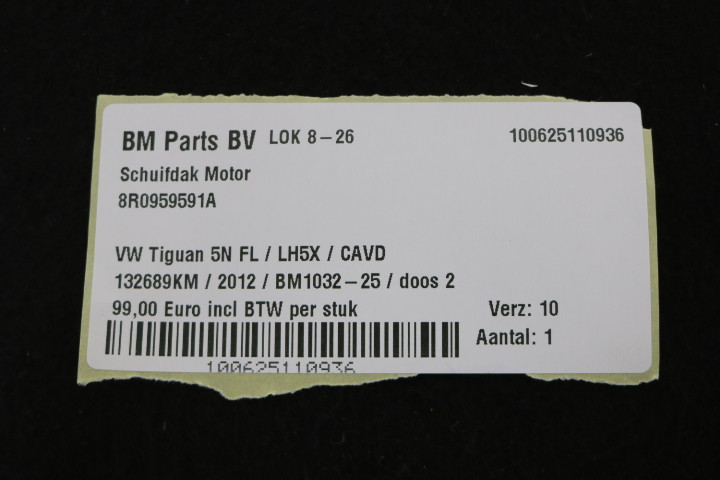 BM Parts BV LOK 8-26 100625110936
Schuifdak Motor
8R0959591A
VW Tiguan 5N FL / LH5X / CAVD
132689KM / 2012 / BM1032-25 / doos 2
99,00 Euro incl BTW per stuk Verz: 10
Aantal: 1
100625110936